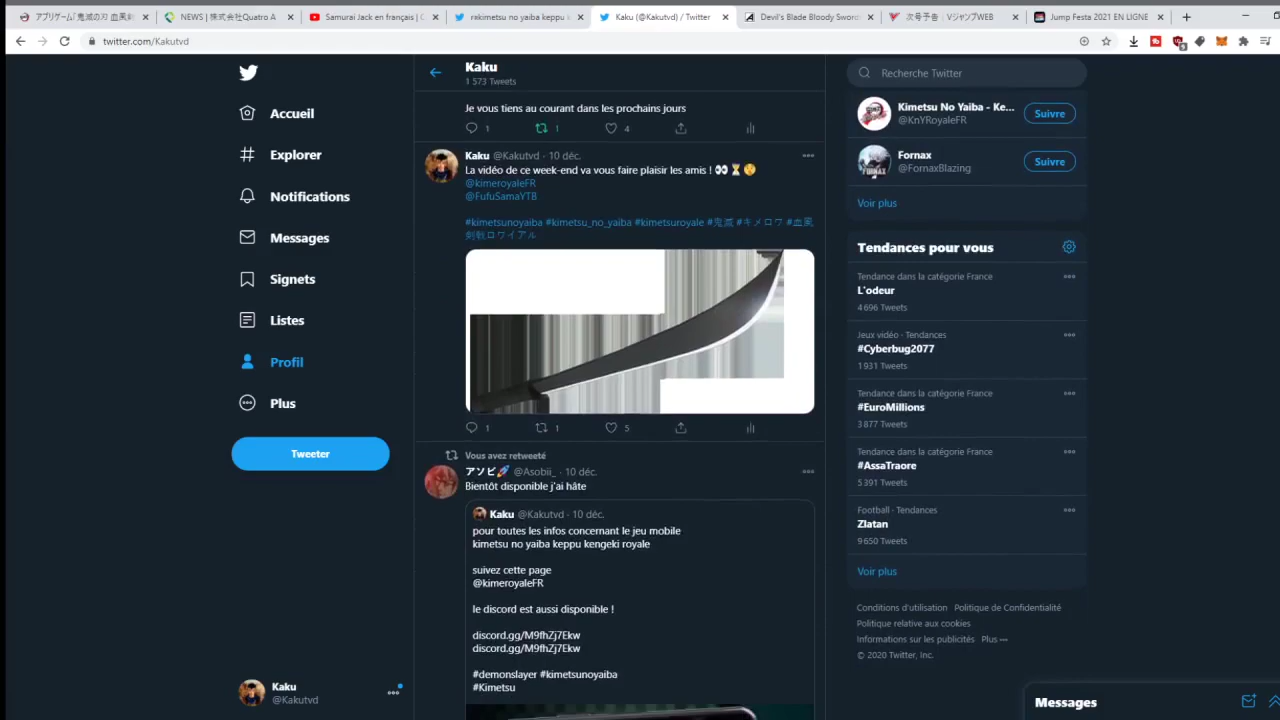 アプリゲーム『鬼滅の刃 血風剣
NEWS | 株式会社Quatro A
Samurai Jack en français | C
kimetsu no yaiba keppu k
Kaku (@Kakutvd) / Twitter
Devil's Blade Bloody Sword
次号予告 | VジャンプWEB
Jump Festa 2021 EN LIGNE
twitter.com/Kakutvd
Accueil
Explorer
Notifications
Messages
Signets
Listes
Profil
Plus
Tweeter
Kaku
@Kakutvd
Kaku
1 573 Tweets
Je vous tiens au courant dans les prochains jours
1 1 4
Kaku @Kakutvd · 10 déc.
La vidéo de ce week-end va vous faire plaisir les amis ! 👀⏳🤫
@kimeroyaleFR
@FufuSamaYTB
#kimetsunoyaiba #kimetsu_no_yaiba #kimetsuroyale #鬼滅 #キメロワ #血風
剣戟ロワイアル
1 1 5
Vous avez retweeté
アソビ🚀 @Asobii_ · 10 déc.
Bientôt disponible j'ai hâte
Kaku @Kakutvd · 10 déc.
pour toutes les infos concernant le jeu mobile
kimetsu no yaiba keppu kengeki royale
suivez cette page
@kimeroyaleFR
le discord est aussi disponible !
discord.gg/M9fhZj7Ekw
discord.gg/M9fhZj7Ekw
#demonslayer #kimetsunoyaiba
#Kimetsu
Recherche Twitter
Kimetsu No Yaiba - Ke...
@KnYRoyaleFR
Suivre
Fornax
@FornaxBlazing
Suivre
Voir plus
Tendances pour vous
Tendance dans la catégorie France
L'odeur
4 696 Tweets
Jeux vidéo · Tendances
#Cyberbug2077
1 931 Tweets
Tendance dans la catégorie France
#EuroMillions
3 877 Tweets
Tendance dans la catégorie France
#AssaTraore
5 391 Tweets
Football · Tendances
Zlatan
9 650 Tweets
Voir plus
Conditions d'utilisation Politique de Confidentialité
Politique relative aux cookies
Informations sur les publicités Plus ···
© 2020 Twitter, Inc.
Messages